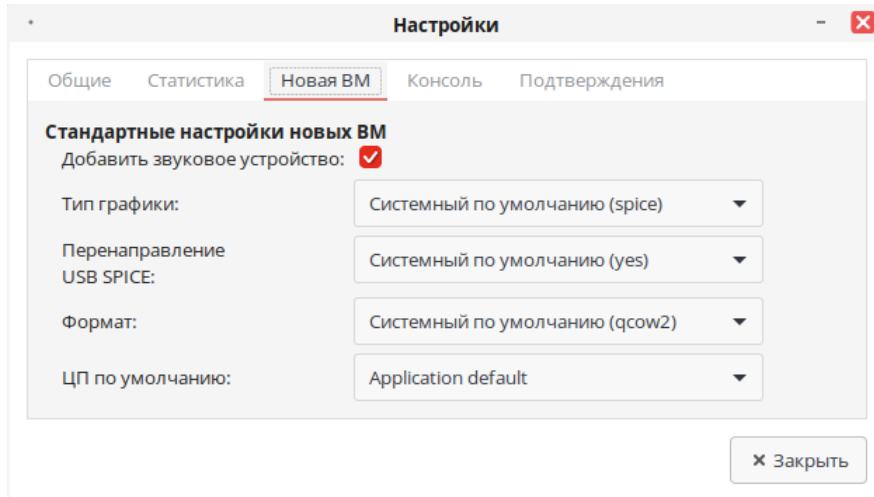 Настройки
Общие Статистика Новая ВМ Консоль Подтверждения
Стандартные настройки новых ВМ
Добавить звуковое устройство:
Тип графики: Системный по умолчанию (spice)
Перенаправление
USB SPICE: Системный по умолчанию (yes)
Формат: Системный по умолчанию (qcow2)
ЦП по умолчанию: Application default
Закрыть